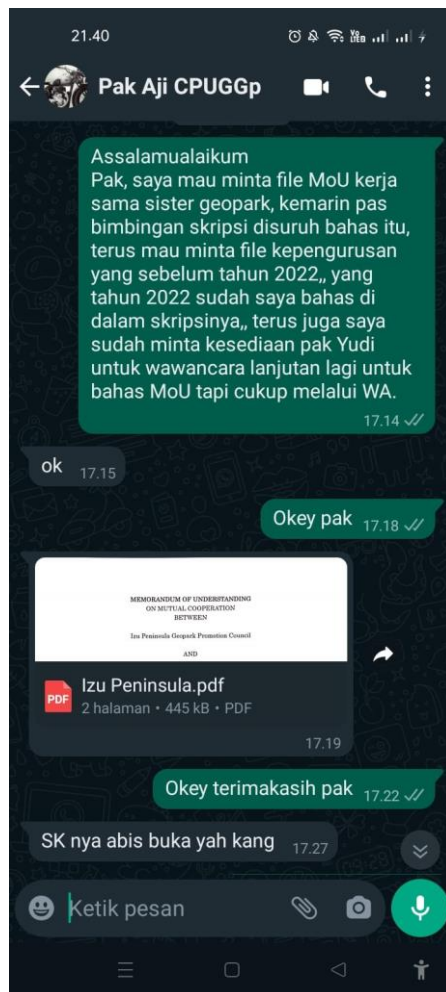 21.40
Pak Aji CPUGGp
Assalamualaikum
Pak, saya mau minta file MoU kerja
sama sister geopark, kemarin pas
bimbingan skripsi disuruh bahas itu,
terus mau minta file kepengurusan
yang sebelum tahun 2022,, yang
tahun 2022 sudah saya bahas di
dalam skripsinya,, terus juga saya
sudah minta kesediaan pak Yudi
untuk wawancara lanjutan lagi untuk
bahas MoU tapi cukup melalui WA.
17.14
ok 17.15
Okey pak 17.18
MEMORANDUM OF UNDERSTANDING
ON MUTUAL COOPERATION
BETWEEN
Izu Peninsula Geopark Promotion Council
AND
PDF
Izu Peninsula.pdf
2 halaman • 445 kB • PDF
17.19
Okey terimakasih pak 17.22
SK nya abis buka yah kang 17.27
Ketik pesan